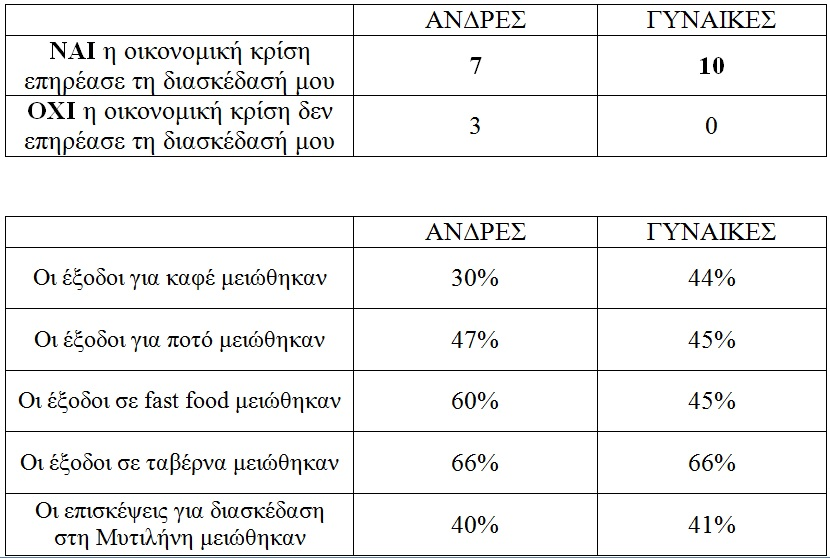 ΑΝΔΡΕΣ ΓΥΝΑΙΚΕΣ
ΝΑΙ η οικονομική κρίση
επηρέασε τη διασκέδασή μου
7 10
ΟΧΙ η οικονομική κρίση δεν
επηρέασε τη διασκέδασή μου
3 0
ΑΝΔΡΕΣ ΓΥΝΑΙΚΕΣ
Οι έξοδοι για καφέ μειώθηκαν 30% 44%
Οι έξοδοι για ποτό μειώθηκαν 47% 45%
Οι έξοδοι σε fast food μειώθηκαν 60% 45%
Οι έξοδοι σε ταβέρνα μειώθηκαν 66% 66%
Οι επισκέψεις για διασκέδαση
στη Μυτιλήνη μειώθηκαν
40% 41%